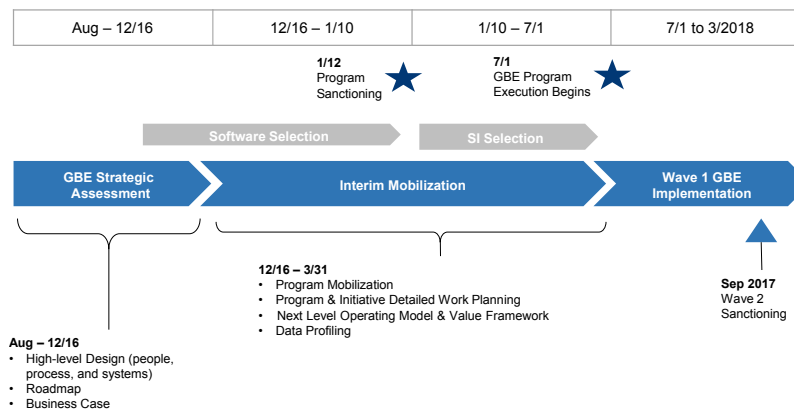 Aug – 12/16
12/16 – 1/10
1/10 – 7/1
7/1 to 3/2018
1/12
Program
Sanctioning
7/1
GBE Program
Execution Begins
Software Selection
SI Selection
GBE Strategic
Assessment
Interim Mobilization
Wave 1 GBE
Implementation
12/16 – 3/31
• Program Mobilization
• Program & Initiative Detailed Work Planning
• Next Level Operating Model & Value Framework
• Data Profiling
Sep 2017
Wave 2
Sanctioning
Aug – 12/16
• High-level Design (people,
process, and systems)
• Roadmap
• Business Case